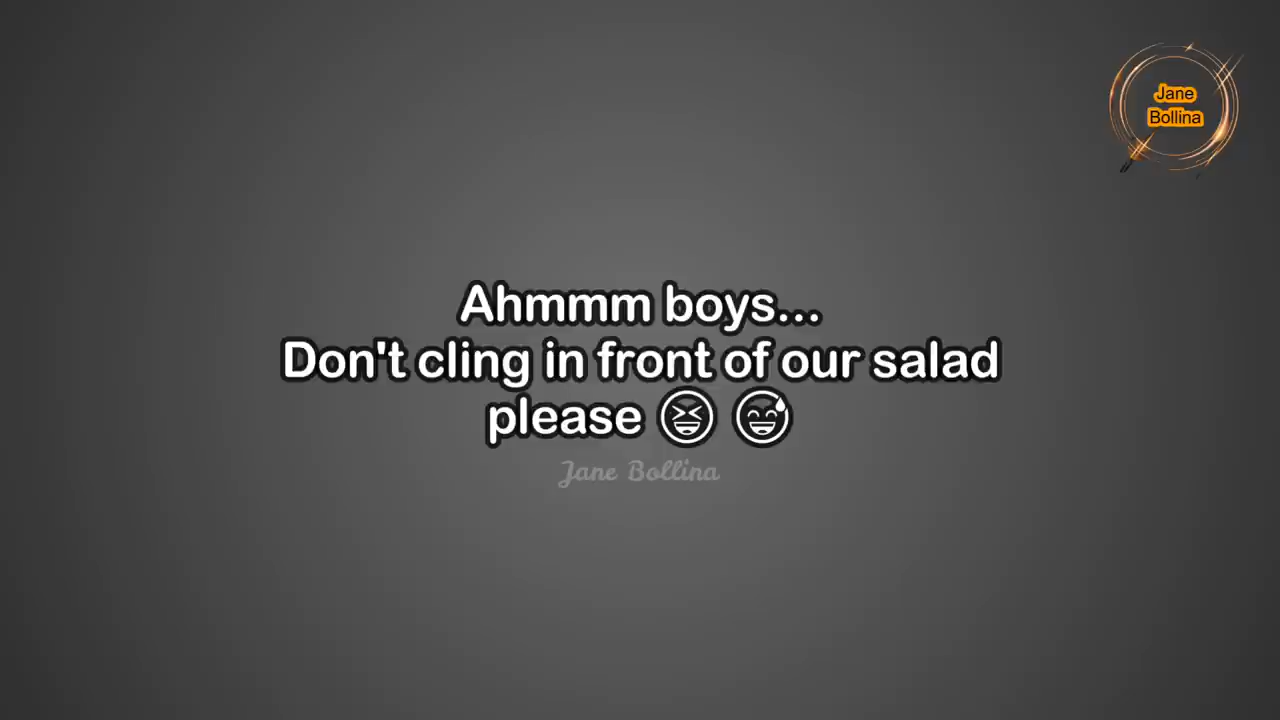 Jane
Bollina
Ahmmm boys...
Don't cling in front of our salad
please 😆 😅
Jane Bollina